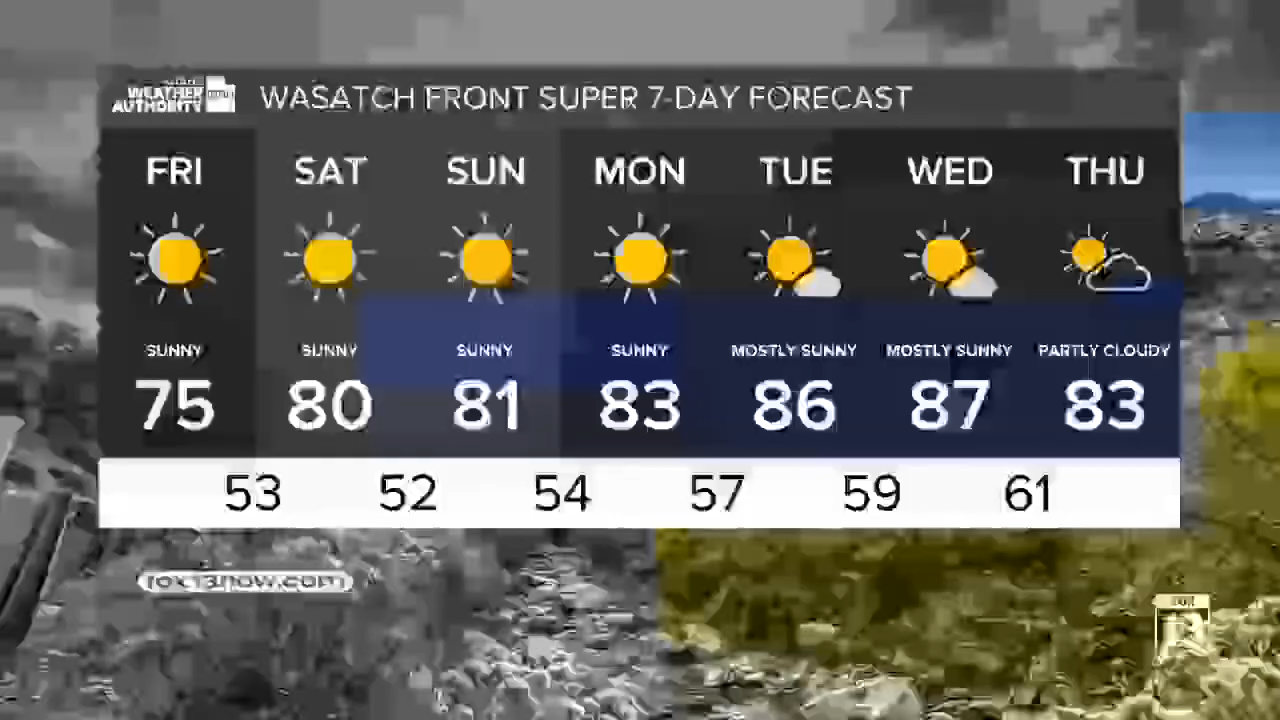 WEATHER
AUTHORITY
WASATCH FRONT SUPER 7-DAY FORECAST
FRI SAT SUN MON TUE WED THU
SUNNY SUNNY SUNNY SUNNY MOSTLY SUNNY MOSTLY SUNNY PARTLY CLOUDY
75 80 81 83 86 87 83
53 52 54 57 59 61
fox13now.com